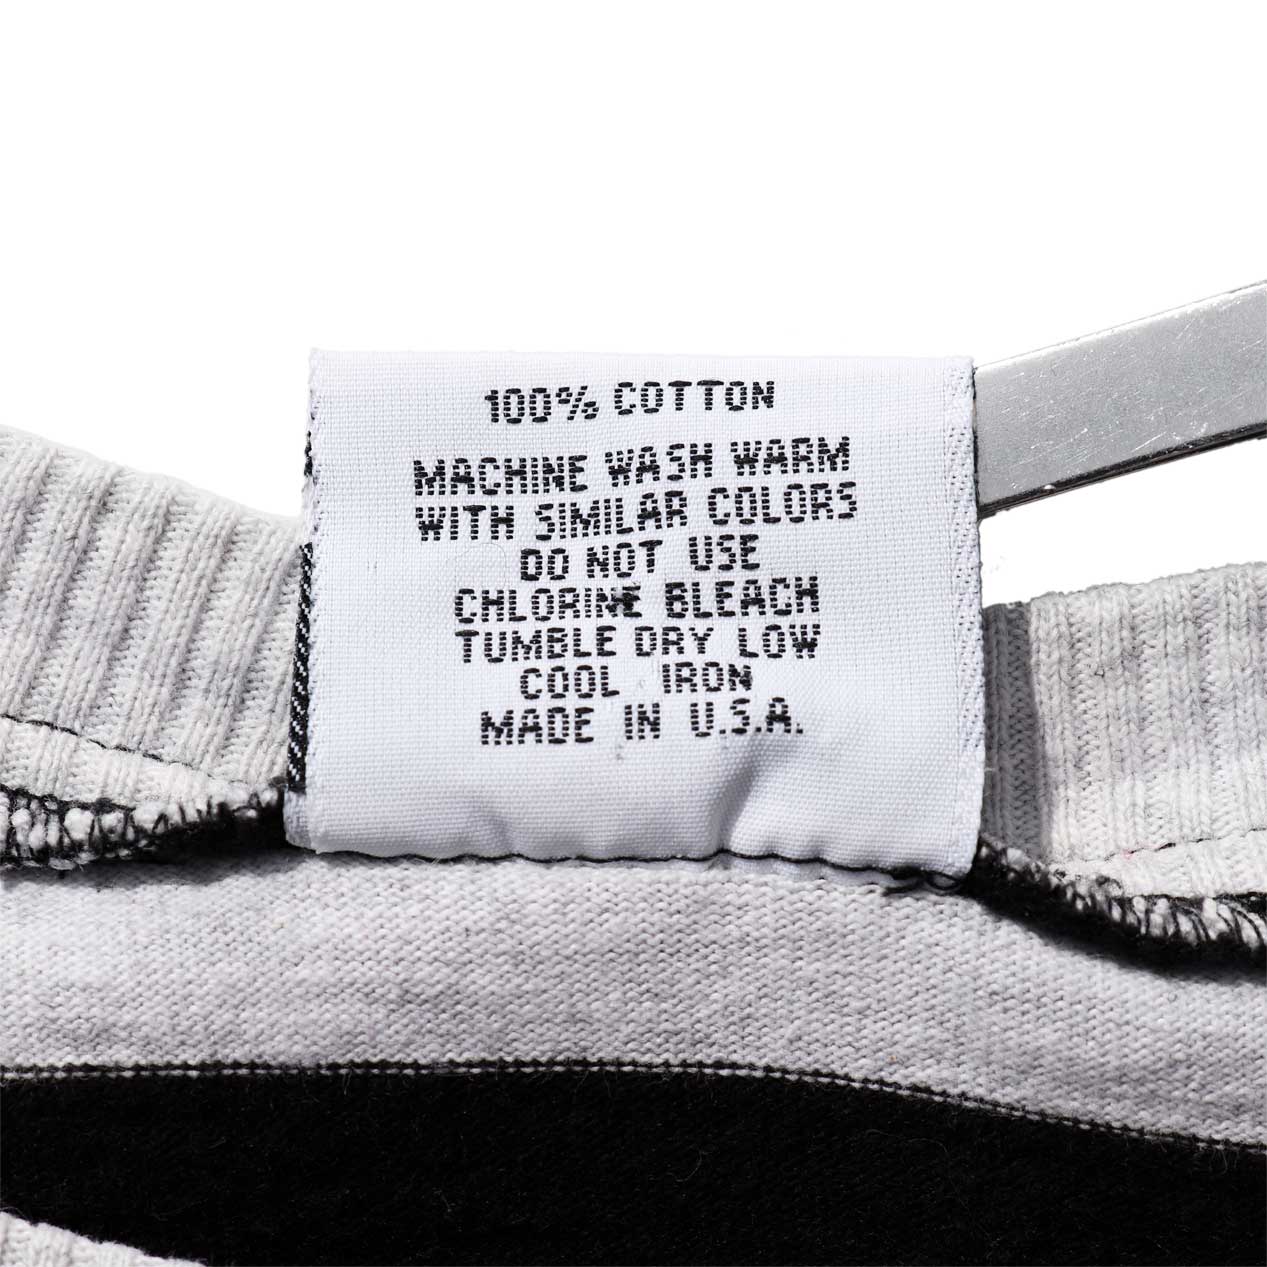 100% COTTON
MACHINE WASH WARM
WITH SIMILAR COLORS
DO NOT USE
CHLORINE BLEACH
TUMBLE DRY LOW
COOL IRON
MADE IN U.S.A.